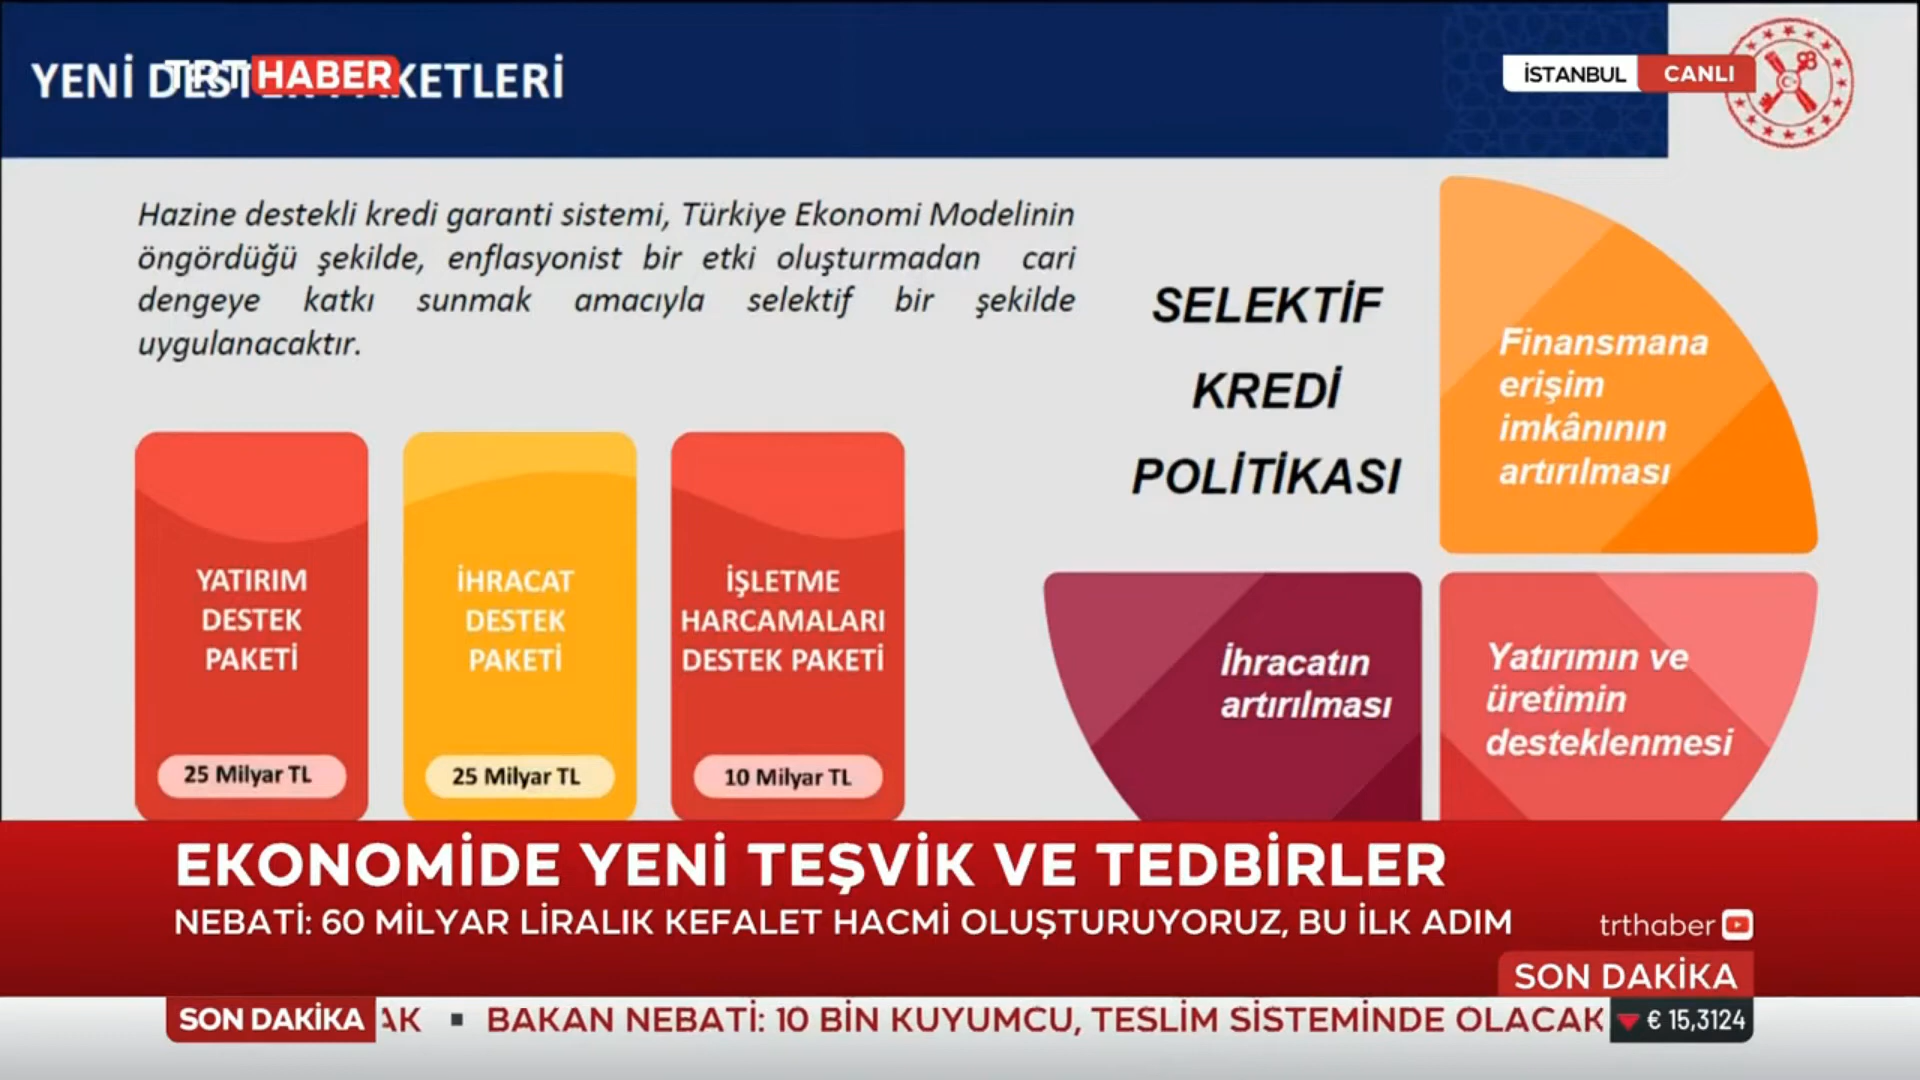 YENİ DESTEK PAKETLERİ
TRT HABER
İSTANBUL CANLI
Hazine destekli kredi garanti sistemi, Türkiye Ekonomi Modelinin
öngördüğü şekilde, enflasyonist bir etki oluşturmadan cari
dengeye katkı sunmak amacıyla selektif bir şekilde
uygulanacaktır.
SELEKTİF
KREDİ
POLİTİKASI
Finansmana
erişim
imkânının
artırılması
YATIRIM
DESTEK
PAKETİ
25 Milyar TL
İHRACAT
DESTEK
PAKETİ
25 Milyar TL
İŞLETME
HARCAMALARI
DESTEK PAKETİ
10 Milyar TL
İhracatın
artırılması
Yatırımın ve
üretimin
desteklenmesi
EKONOMİDE YENİ TEŞVİK VE TEDBİRLER
NEBATİ: 60 MİLYAR LİRALIK KEFALET HACMİ OLUŞTURUYORUZ, BU İLK ADIM
trthaber
SON DAKİKA
SON DAKİKA AK ▪ BAKAN NEBATİ: 10 BİN KUYUMCU, TESLİM SİSTEMİNDE OLACAK
€ 15,3124